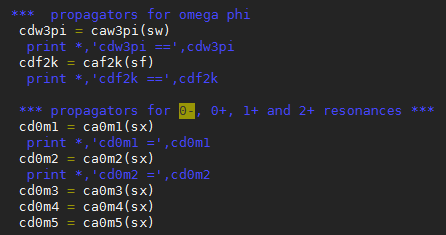 ***  propagators for omega phi
cdw3pi = caw3pi(sw)
print *,'cdw3pi ==',cdw3pi
cdf2k = caf2k(sf)
print *,'cdf2k ==',cdf2k
*** propagators for 0-, 0+, 1+ and 2+ resonances ***
cd0m1 = ca0m1(sx)
print *,'cd0m1 =',cd0m1
cd0m2 = ca0m2(sx)
print *,'cd0m2 =',cd0m2
cd0m3 = ca0m3(sx)
cd0m4 = ca0m4(sx)
cd0m5 = ca0m5(sx)